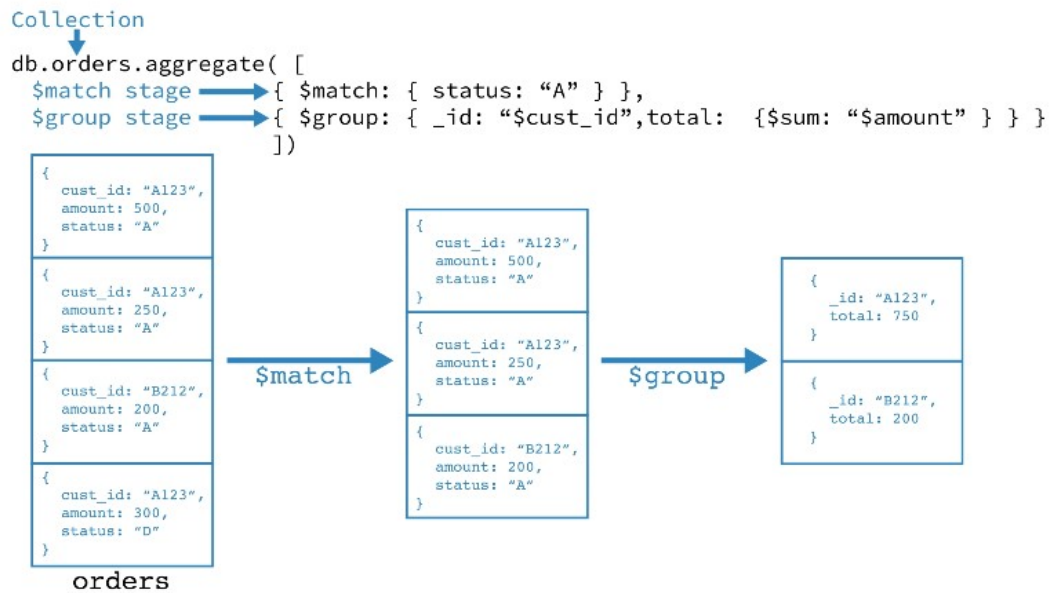 Collection
db.orders.aggregate( [
$match stage { $match: { status: “A” } },
$group stage { $group: { _id: “$cust_id”,total: {$sum: “$amount” } } }
])
{
cust_id: “A123”,
amount: 500,
status: “A”
}
{
cust_id: “A123”,
amount: 250,
status: “A”
}
{
cust_id: “B212”,
amount: 200,
status: “A”
}
{
cust_id: “A123”,
amount: 300,
status: “D”
}
orders
$match
{
cust_id: “A123”,
amount: 500,
status: “A”
}
{
cust_id: “A123”,
amount: 250,
status: “A”
}
{
cust_id: “B212”,
amount: 200,
status: “A”
}
$group
{
_id: “A123”,
total: 750
}
{
_id: “B212”,
total: 200
}